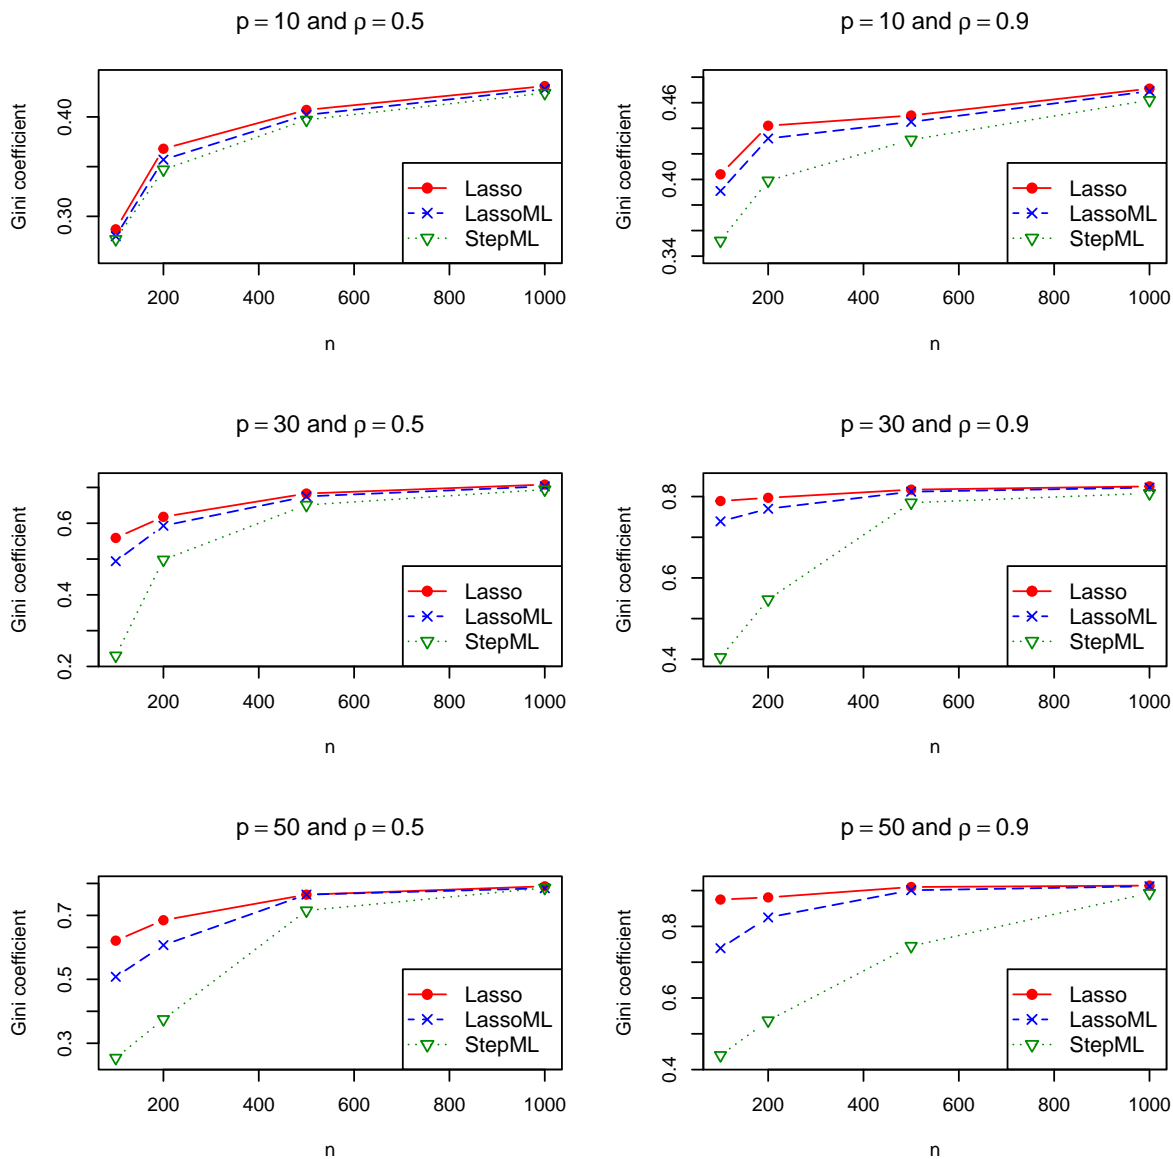 p = 10 and ρ = 0.5
Gini coefficient
0.40
0.30
Lasso
LassoML
StepML
200 400 600 800 1000
n
p = 10 and ρ = 0.9
Gini coefficient
0.46
0.40
0.34
Lasso
LassoML
StepML
200 400 600 800 1000
n
p = 30 and ρ = 0.5
Gini coefficient
0.6
0.4
0.2
Lasso
LassoML
StepML
200 400 600 800 1000
n
p = 30 and ρ = 0.9
Gini coefficient
0.8
0.6
0.4
Lasso
LassoML
StepML
200 400 600 800 1000
n
p = 50 and ρ = 0.5
Gini coefficient
0.7
0.5
0.3
Lasso
LassoML
StepML
200 400 600 800 1000
n
p = 50 and ρ = 0.9
Gini coefficient
0.8
0.6
0.4
Lasso
LassoML
StepML
200 400 600 800 1000
n